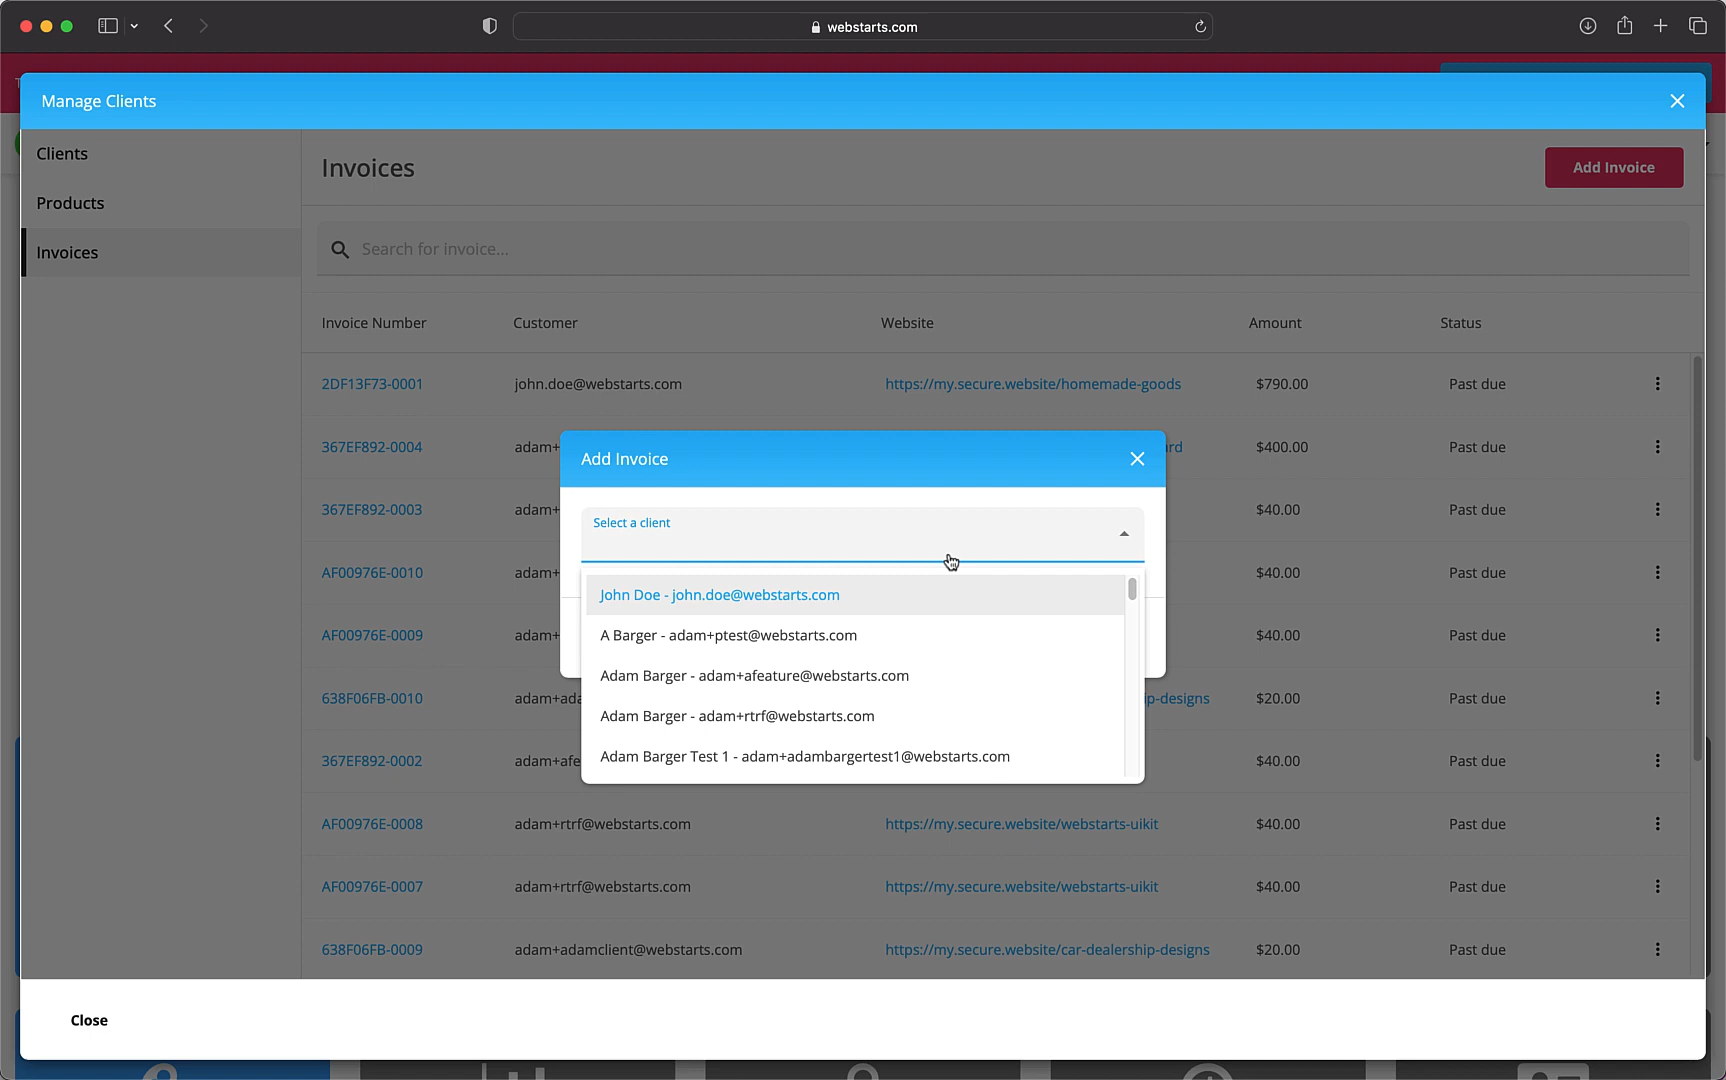 webstarts.com
Manage Clients
Clients
Products
Invoices
Invoices
Add Invoice
Search for invoice...
Invoice Number Customer Website Amount Status
2DF13F73-0001 john.doe@webstarts.com https://my.secure.website/homemade-goods $790.00 Past due
367EF892-0004 adam+ rd $400.00 Past due
367EF892-0003 adam+ $40.00 Past due
AF00976E-0010 adam+ $40.00 Past due
AF00976E-0009 adam+ $40.00 Past due
638F06FB-0010 adam+ada ip-designs $20.00 Past due
367EF892-0002 adam+afe $40.00 Past due
AF00976E-0008 adam+rtrf@webstarts.com https://my.secure.website/webstarts-uikit $40.00 Past due
AF00976E-0007 adam+rtrf@webstarts.com https://my.secure.website/webstarts-uikit $40.00 Past due
638F06FB-0009 adam+adamclient@webstarts.com https://my.secure.website/car-dealership-designs $20.00 Past due
Add Invoice
Select a client
John Doe - john.doe@webstarts.com
A Barger - adam+ptest@webstarts.com
Adam Barger - adam+afeature@webstarts.com
Adam Barger - adam+rtrf@webstarts.com
Adam Barger Test 1 - adam+adambargertest1@webstarts.com
Close